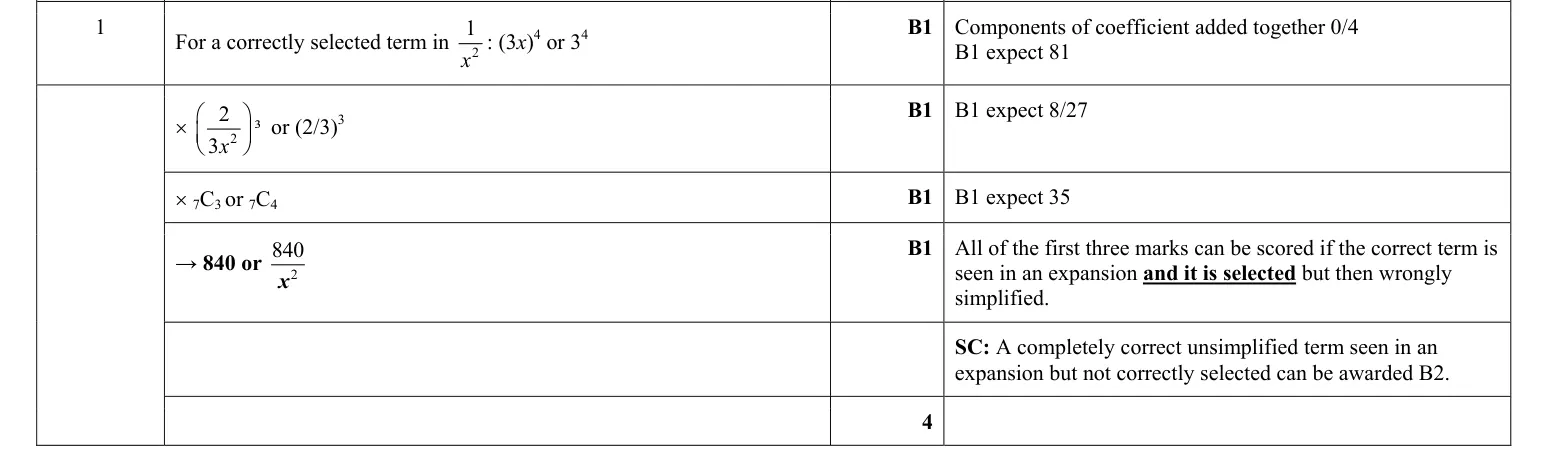 1
For a correctly selected term in 1/x² : (3x)⁴ or 3⁴
B1
Components of coefficient added together 0/4
B1 expect 81
× (2/3x²)³ or (2/3)³
B1
B1 expect 8/27
× ₇C₃ or ₇C₄
B1
B1 expect 35
→ 840 or 840/x²
B1
All of the first three marks can be scored if the correct term is
seen in an expansion and it is selected but then wrongly
simplified.
SC: A completely correct unsimplified term seen in an
expansion but not correctly selected can be awarded B2.
4